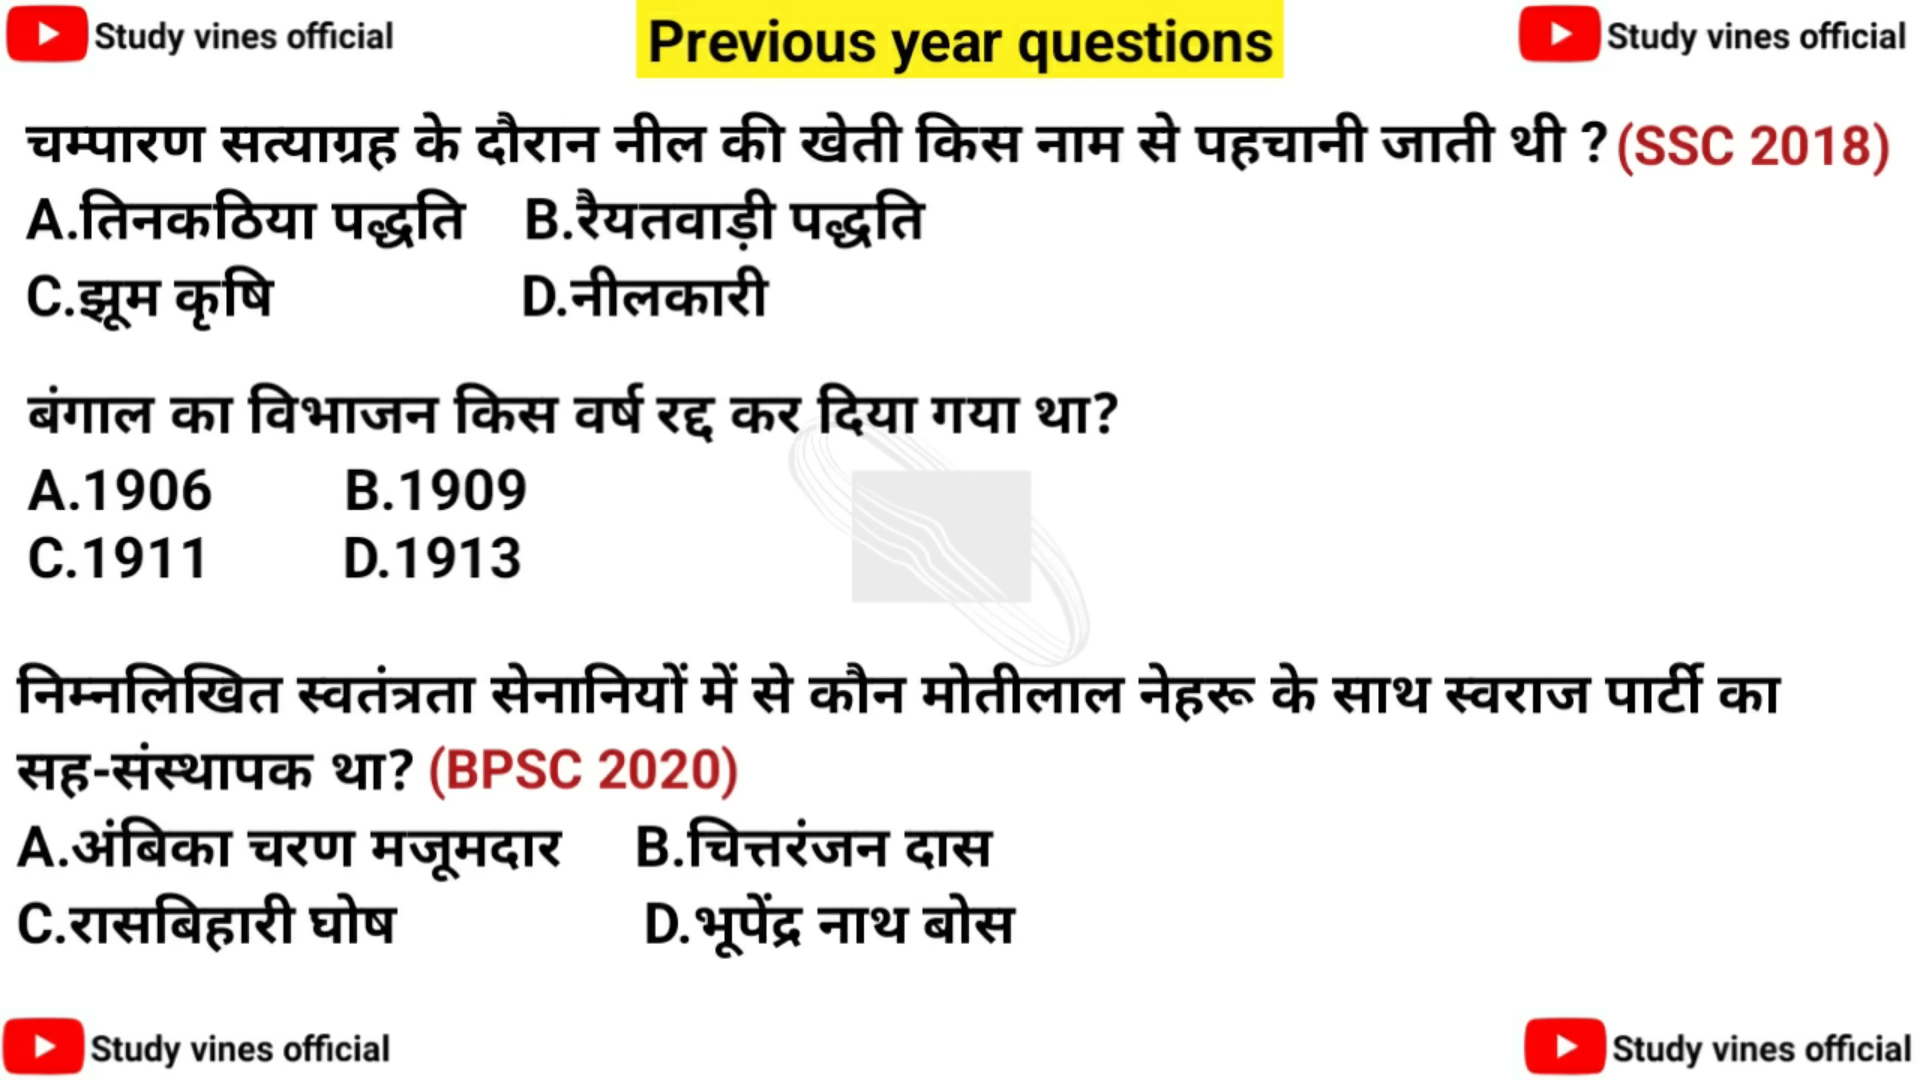 Study vines official
Previous year questions
Study vines official
चम्पारण सत्याग्रह के दौरान नील की खेती किस नाम से पहचानी जाती थी ? (SSC 2018)
A.तिनकठिया पद्धति B.रैयतवाड़ी पद्धति
C.झूम कृषि D.नीलकारी
बंगाल का विभाजन किस वर्ष रद्द कर दिया गया था?
A.1906 B.1909
C.1911 D.1913
निम्नलिखित स्वतंत्रता सेनानियों में से कौन मोतीलाल नेहरू के साथ स्वराज पार्टी का
सह-संस्थापक था? (BPSC 2020)
A.अंबिका चरण मजूमदार B.चित्तरंजन दास
C.रासबिहारी घोष D.भूपेंद्र नाथ बोस
Study vines official
Study vines official